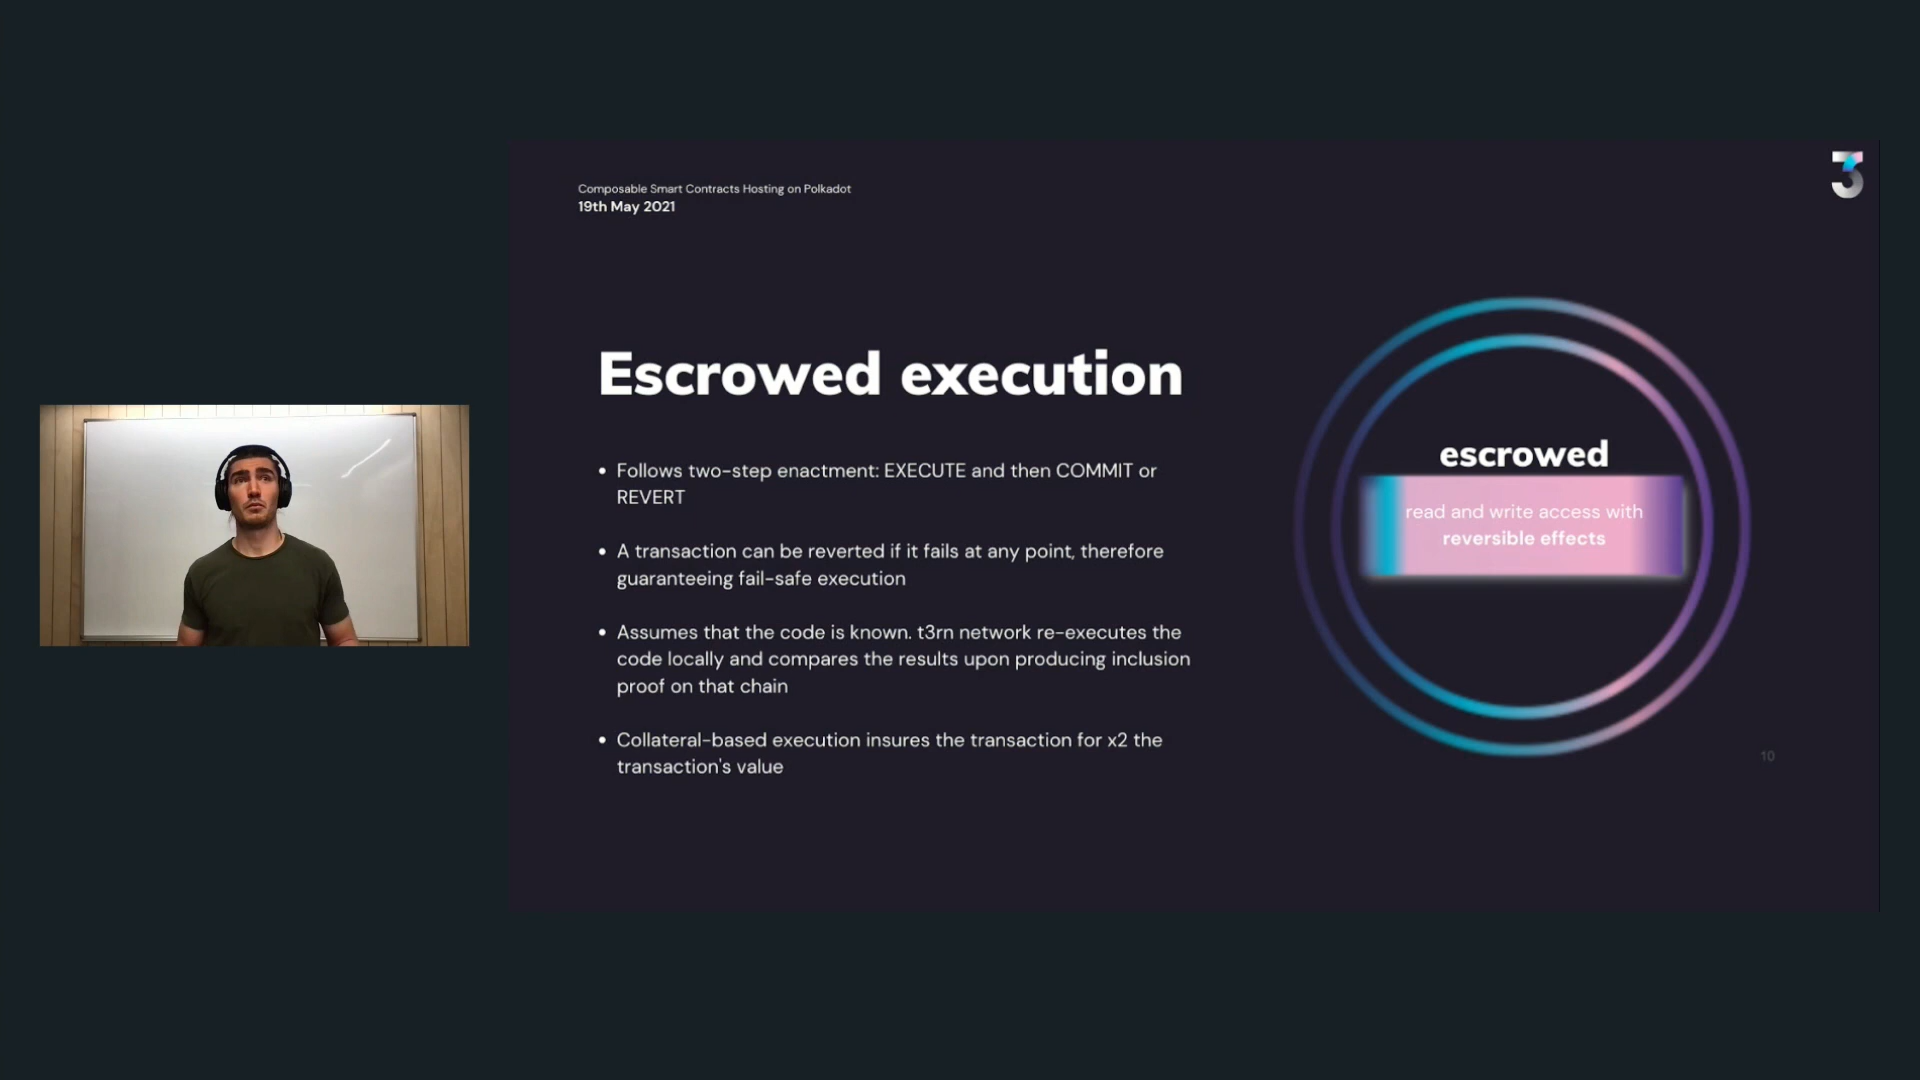 Composable Smart Contracts Hosting on Polkadot
19th May 2021
3
Escrowed execution
• Follows two-step enactment: EXECUTE and then COMMIT or
REVERT
• A transaction can be reverted if it fails at any point, therefore
guaranteeing fail-safe execution
• Assumes that the code is known. t3rn network re-executes the
code locally and compares the results upon producing inclusion
proof on that chain
• Collateral-based execution insures the transaction for x2 the
transaction's value
escrowed
read and write access with
reversible effects
10